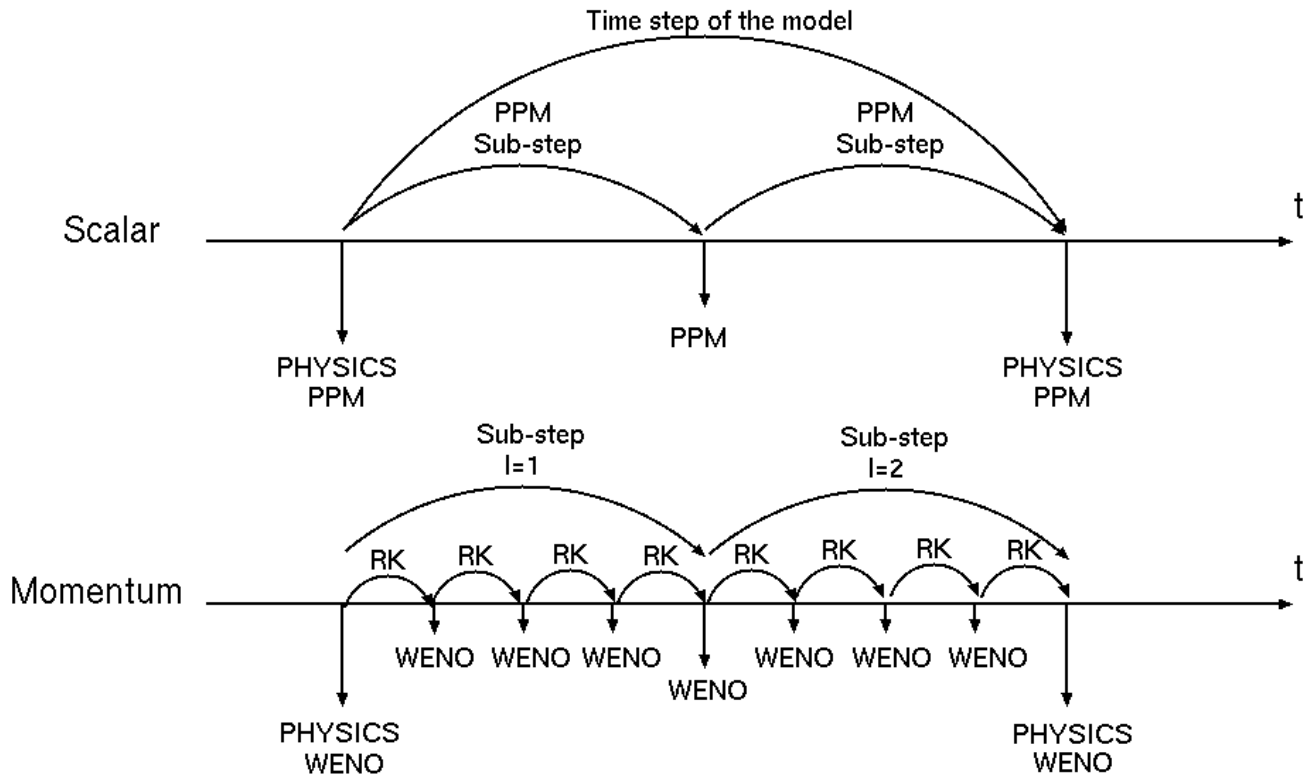 Time step of the model
PPM
Sub-step
PPM
Sub-step
Scalar
t
PHYSICS
PPM
PPM
PHYSICS
PPM
Sub-step
l=1
Sub-step
l=2
RK RK RK RK RK RK RK RK
Momentum
t
WENO WENO WENO WENO WENO WENO
WENO
PHYSICS
WENO
PHYSICS
WENO